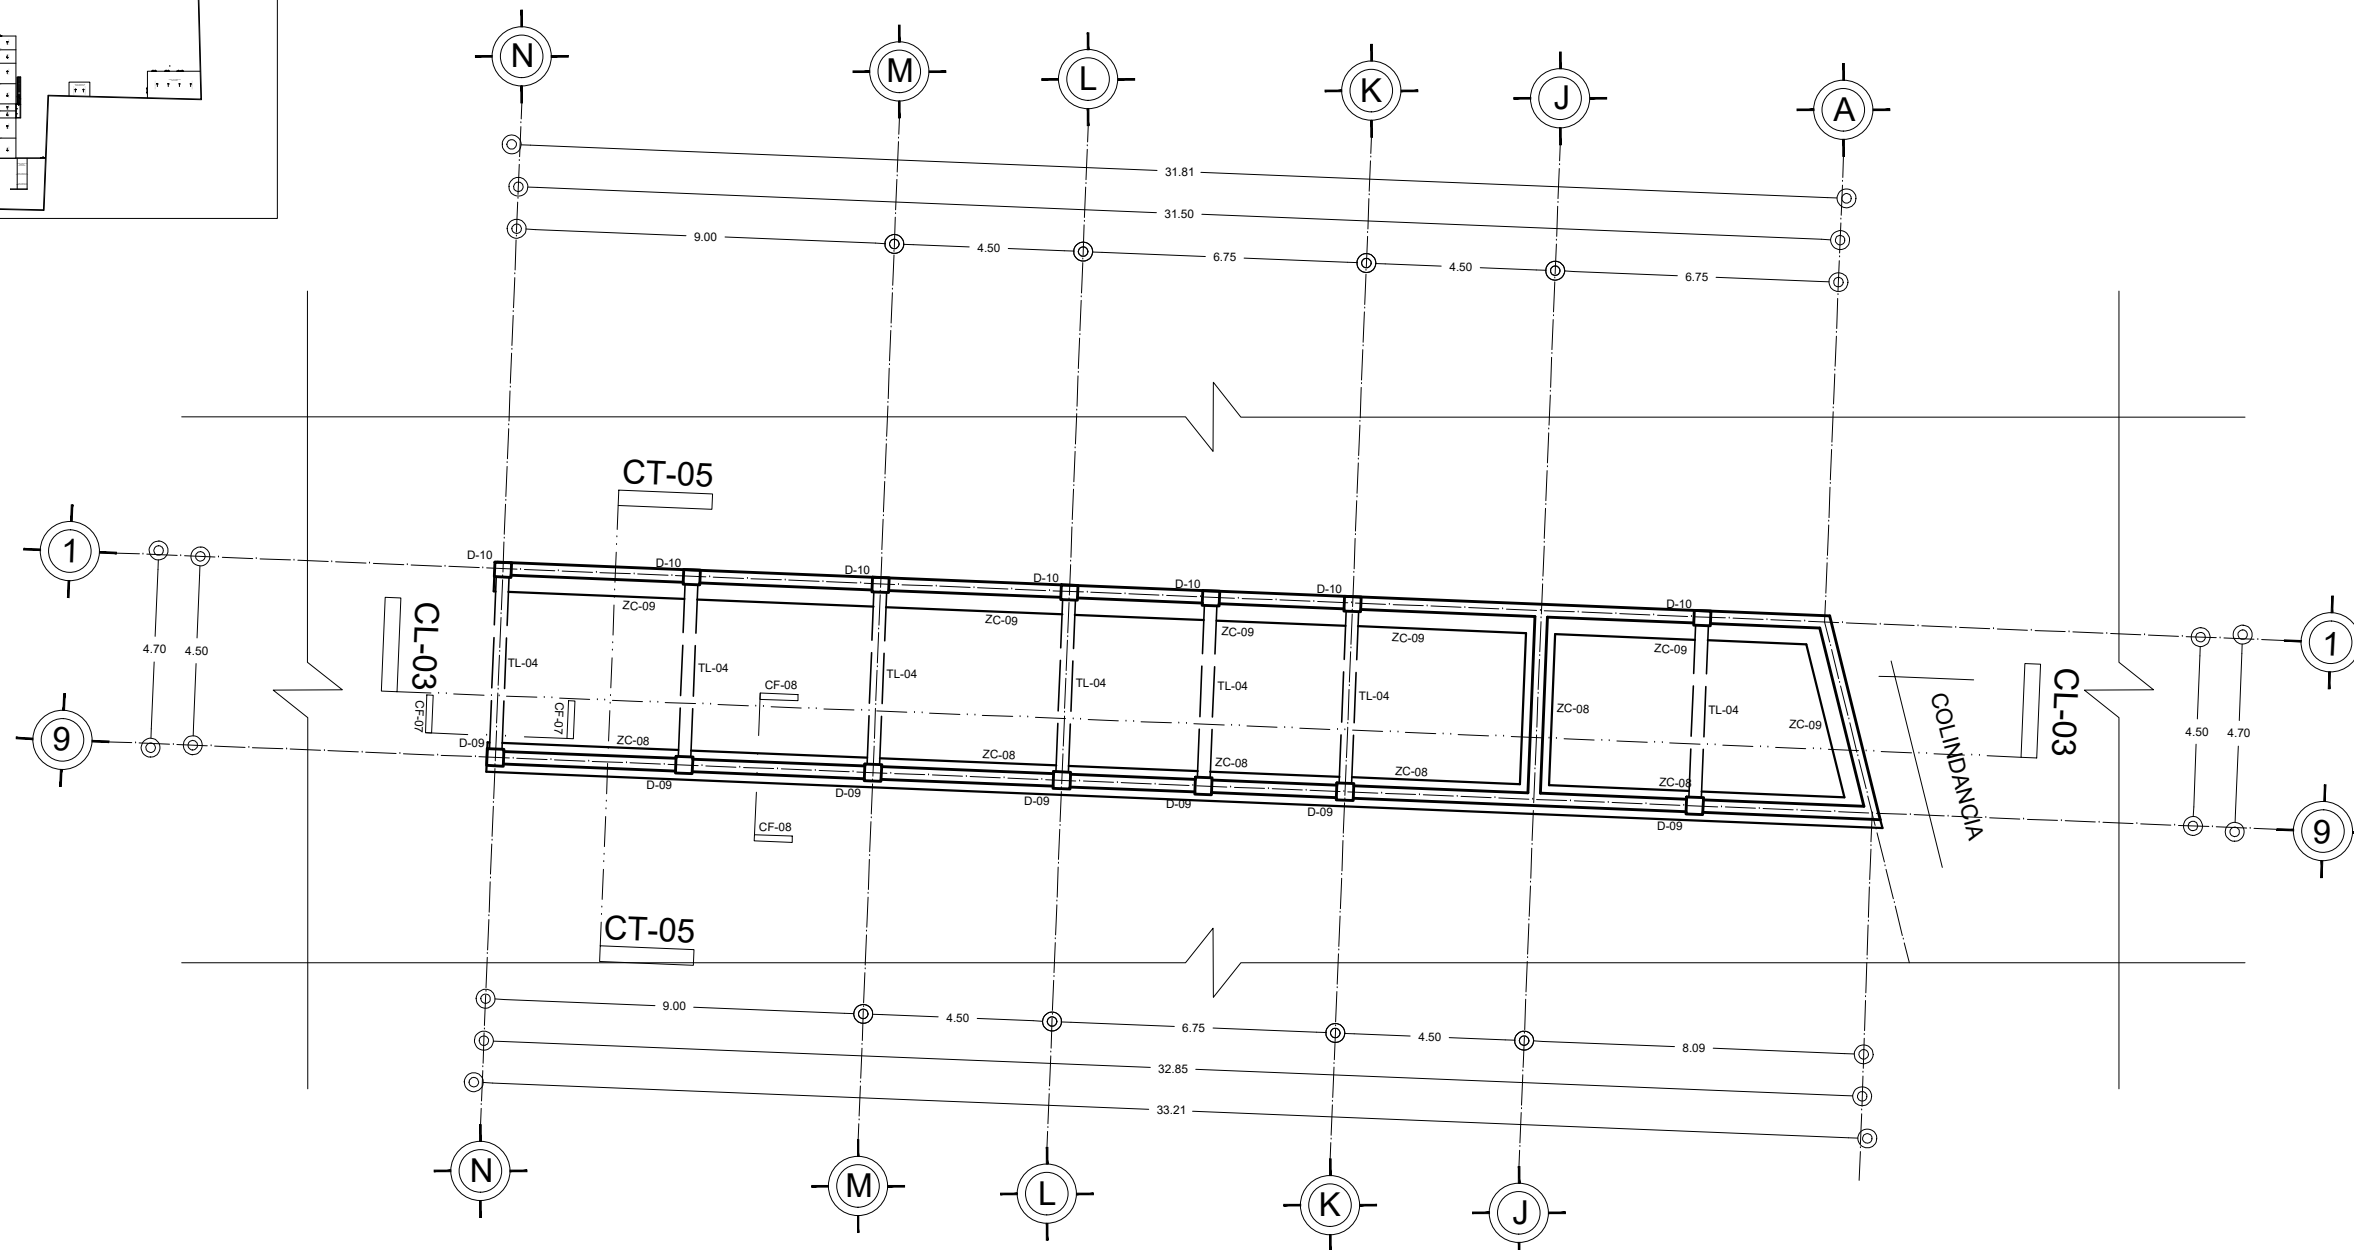 N
M
L
K
J
A
31.81
31.50
9.00
4.50
6.75
4.50
6.75
CT-05
1
D-10
D-10
D-10
D-10
D-10
D-10
D-10
ZC-09
ZC-09
ZC-09
ZC-09
ZC-09
1
4.70
4.50
CL-03
TL-04
TL-04
TL-04
TL-04
TL-04
TL-04
TL-04
ZC-08
ZC-09
COLINDANCIA
CL-03
4.50
4.70
CF-08
CF-07
CF-07
9
D-09
ZC-08
ZC-08
ZC-08
ZC-08
ZC-08
D-09
D-09
D-09
D-09
D-09
D-09
9
CF-08
CT-05
9.00
4.50
6.75
4.50
8.09
32.85
33.21
N
M
L
K
J